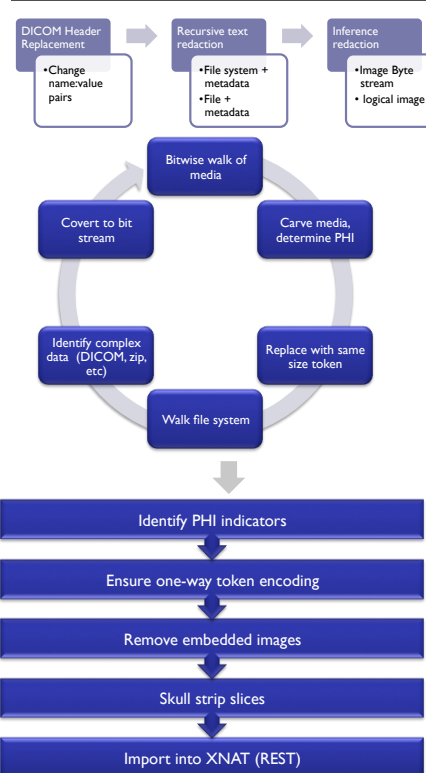 DICOM Header
Replacement
•Change
name:value
pairs
Recursive text
redaction
•File system +
metadata
•File +
metadata
Inference
redaction
•Image Byte
stream
• logical image
Bitwise walk of
media
Carve media,
determine PHI
Replace with same
size token
Walk file system
Identify complex
data (DICOM, zip,
etc)
Covert to bit
stream
Identify PHI indicators
Ensure one-way token encoding
Remove embedded images
Skull strip slices
Import into XNAT (REST)